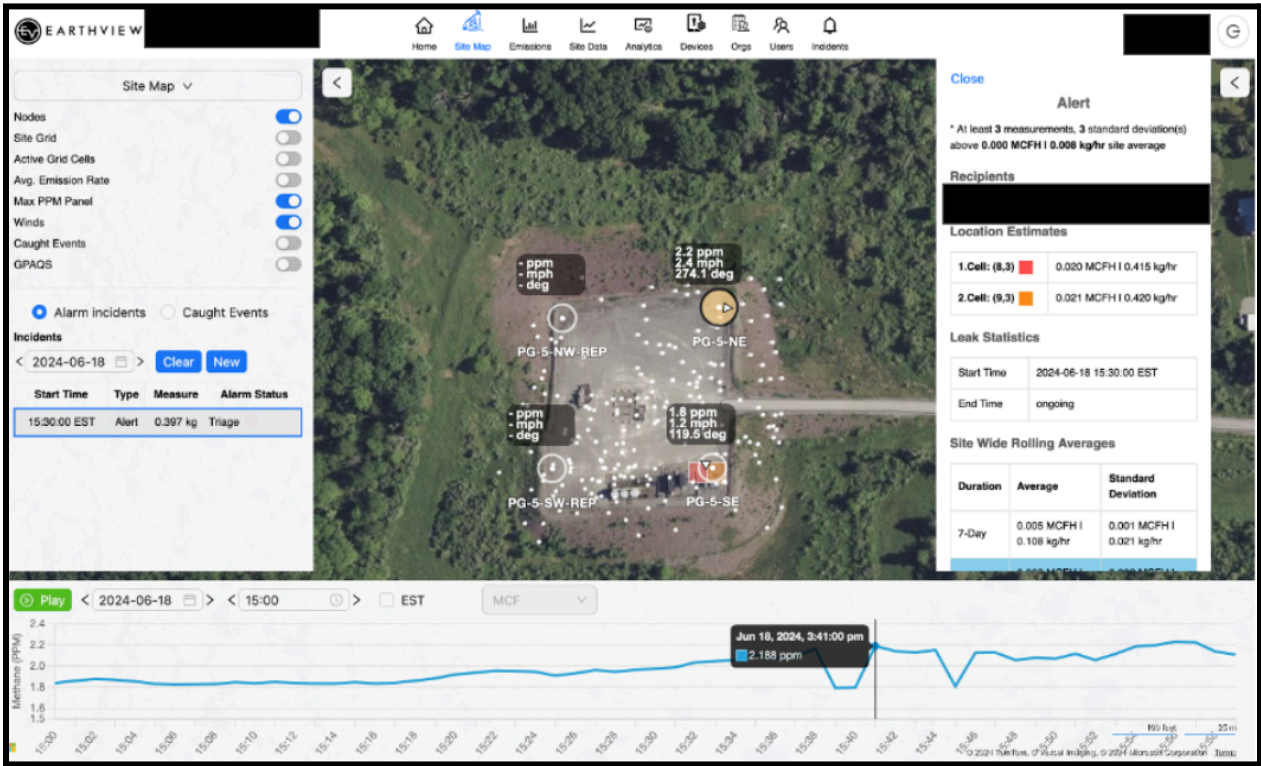 EARTHVIEW
Home
Site Map
Emissions
Site Data
Analytics
Devices
Orgs
Users
Incidents
Site Map
Nodes
Site Grid
Active Grid Cells
Avg. Emission Rate
Max PPM Panel
Winds
Caught Events
GPAQS
Alarm incidents Caught Events
Incidents
< 2024-06-18 > Clear New
Start Time Type Measure Alarm Status
15:30:00 EST Alert 0.397 kg Triage
- ppm
- mph
- deg
PG-5-NW-REP
2.2 ppm
2.4 mph
274.1 deg
PG-5-NE
- ppm
- mph
- deg
PG-5-SW-REP
1.8 ppm
1.2 mph
119.5 deg
PG-5-SE
Close
Alert
* At least 3 measurements, 3 standard deviation(s)
above 0.000 MCFH | 0.008 kg/hr site average
Recipients
Location Estimates
1.Cell: (8,3) 0.020 MCFH | 0.415 kg/hr
2.Cell: (9,3) 0.021 MCFH | 0.420 kg/hr
Leak Statistics
Start Time 2024-06-18 15:30:00 EST
End Time ongoing
Site Wide Rolling Averages
Duration Average Standard
Deviation
7-Day 0.005 MCFH | 0.001 MCFH |
0.108 kg/hr 0.021 kg/hr
Play < 2024-06-18 > < 15:00 > EST MCF
Methane (PPM)
2.4
2.2
2.0
1.8
1.6
1.5
Jun 18, 2024, 3:41:00 pm
2.188 ppm
15:00 15:02 15:04 15:06 15:08 15:10 15:12 15:14 15:16 15:18 15:26 15:28 15:30 15:32 15:34 15:36 15:38 15:40 15:42 15:44 15:48 15:50 15:52 15:54
100 feet 25 m
© 2024 TomTom, © Vexcel Imaging, © 2024 Microsoft Corporation Terms